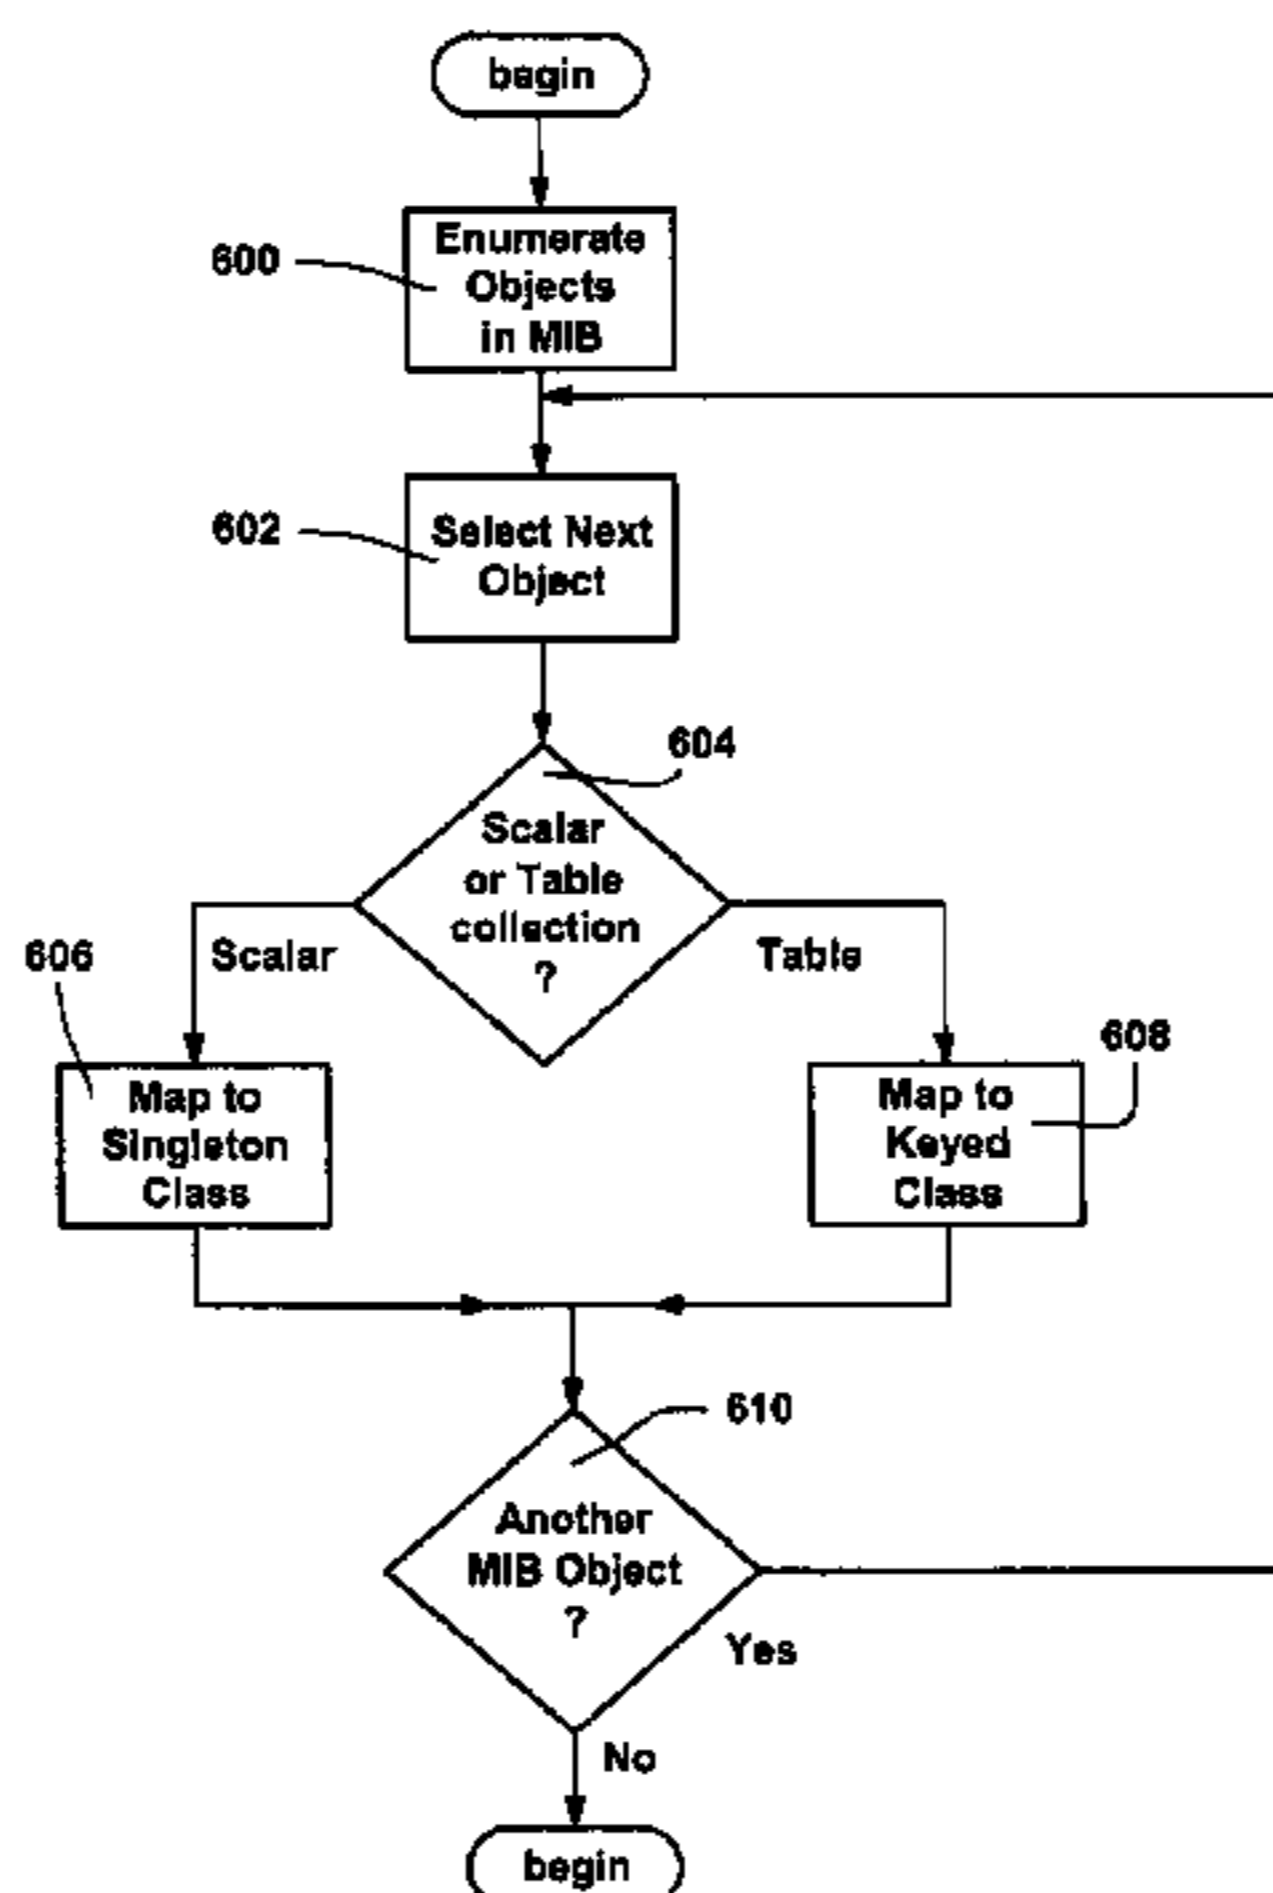 begin
Enumerate
Objects
in MIB
600
Select Next
Object
602
604
Scalar
or Table
collection
?
Scalar
Table
606
Map to
Singleton
Class
608
Map to
Keyed
Class
610
Another
MIB Object
?
Yes
No
begin